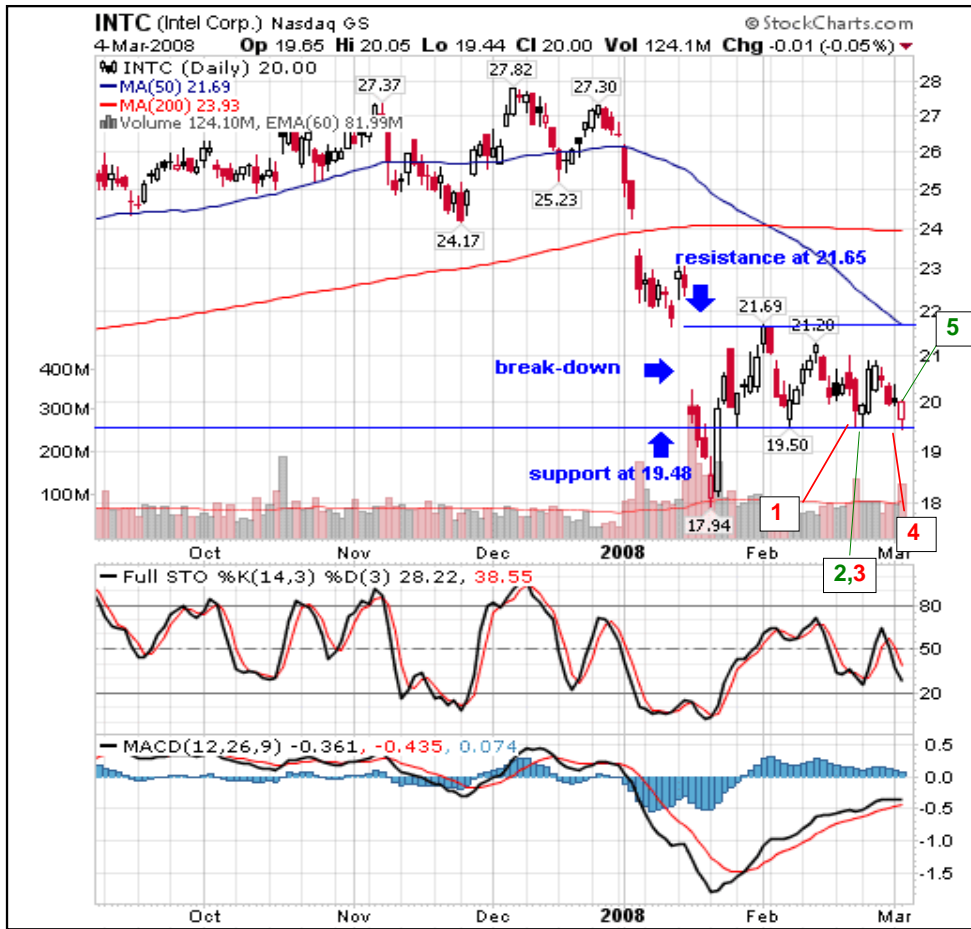 INTC (Intel Corp.) Nasdaq GS © StockCharts.com
4-Mar-2008 Op 19.65 Hi 20.05 Lo 19.44 Cl 20.00 Vol 124.1M Chg -0.01 (-0.05%)
INTC (Daily) 20.00
MA(50) 21.69
MA(200) 23.93
Volume 124.10M, EMA(60) 81.99M
27.37
27.82
27.30
28
27
26
25
24
23
22
21
20
19
18
25.23
24.17
resistance at 21.65
21.69
21.20
5
break-down
400M
300M
200M
100M
19.50
support at 19.48
17.94
1
4
2,3
Oct Nov Dec 2008 Feb Mar
Full STO %K(14,3) %D(3) 28.22, 38.55
80
50
20
MACD(12,26,9) -0.361, -0.435, 0.074
0.5
0.0
-0.5
-1.0
-1.5
Oct Nov Dec 2008 Feb Mar